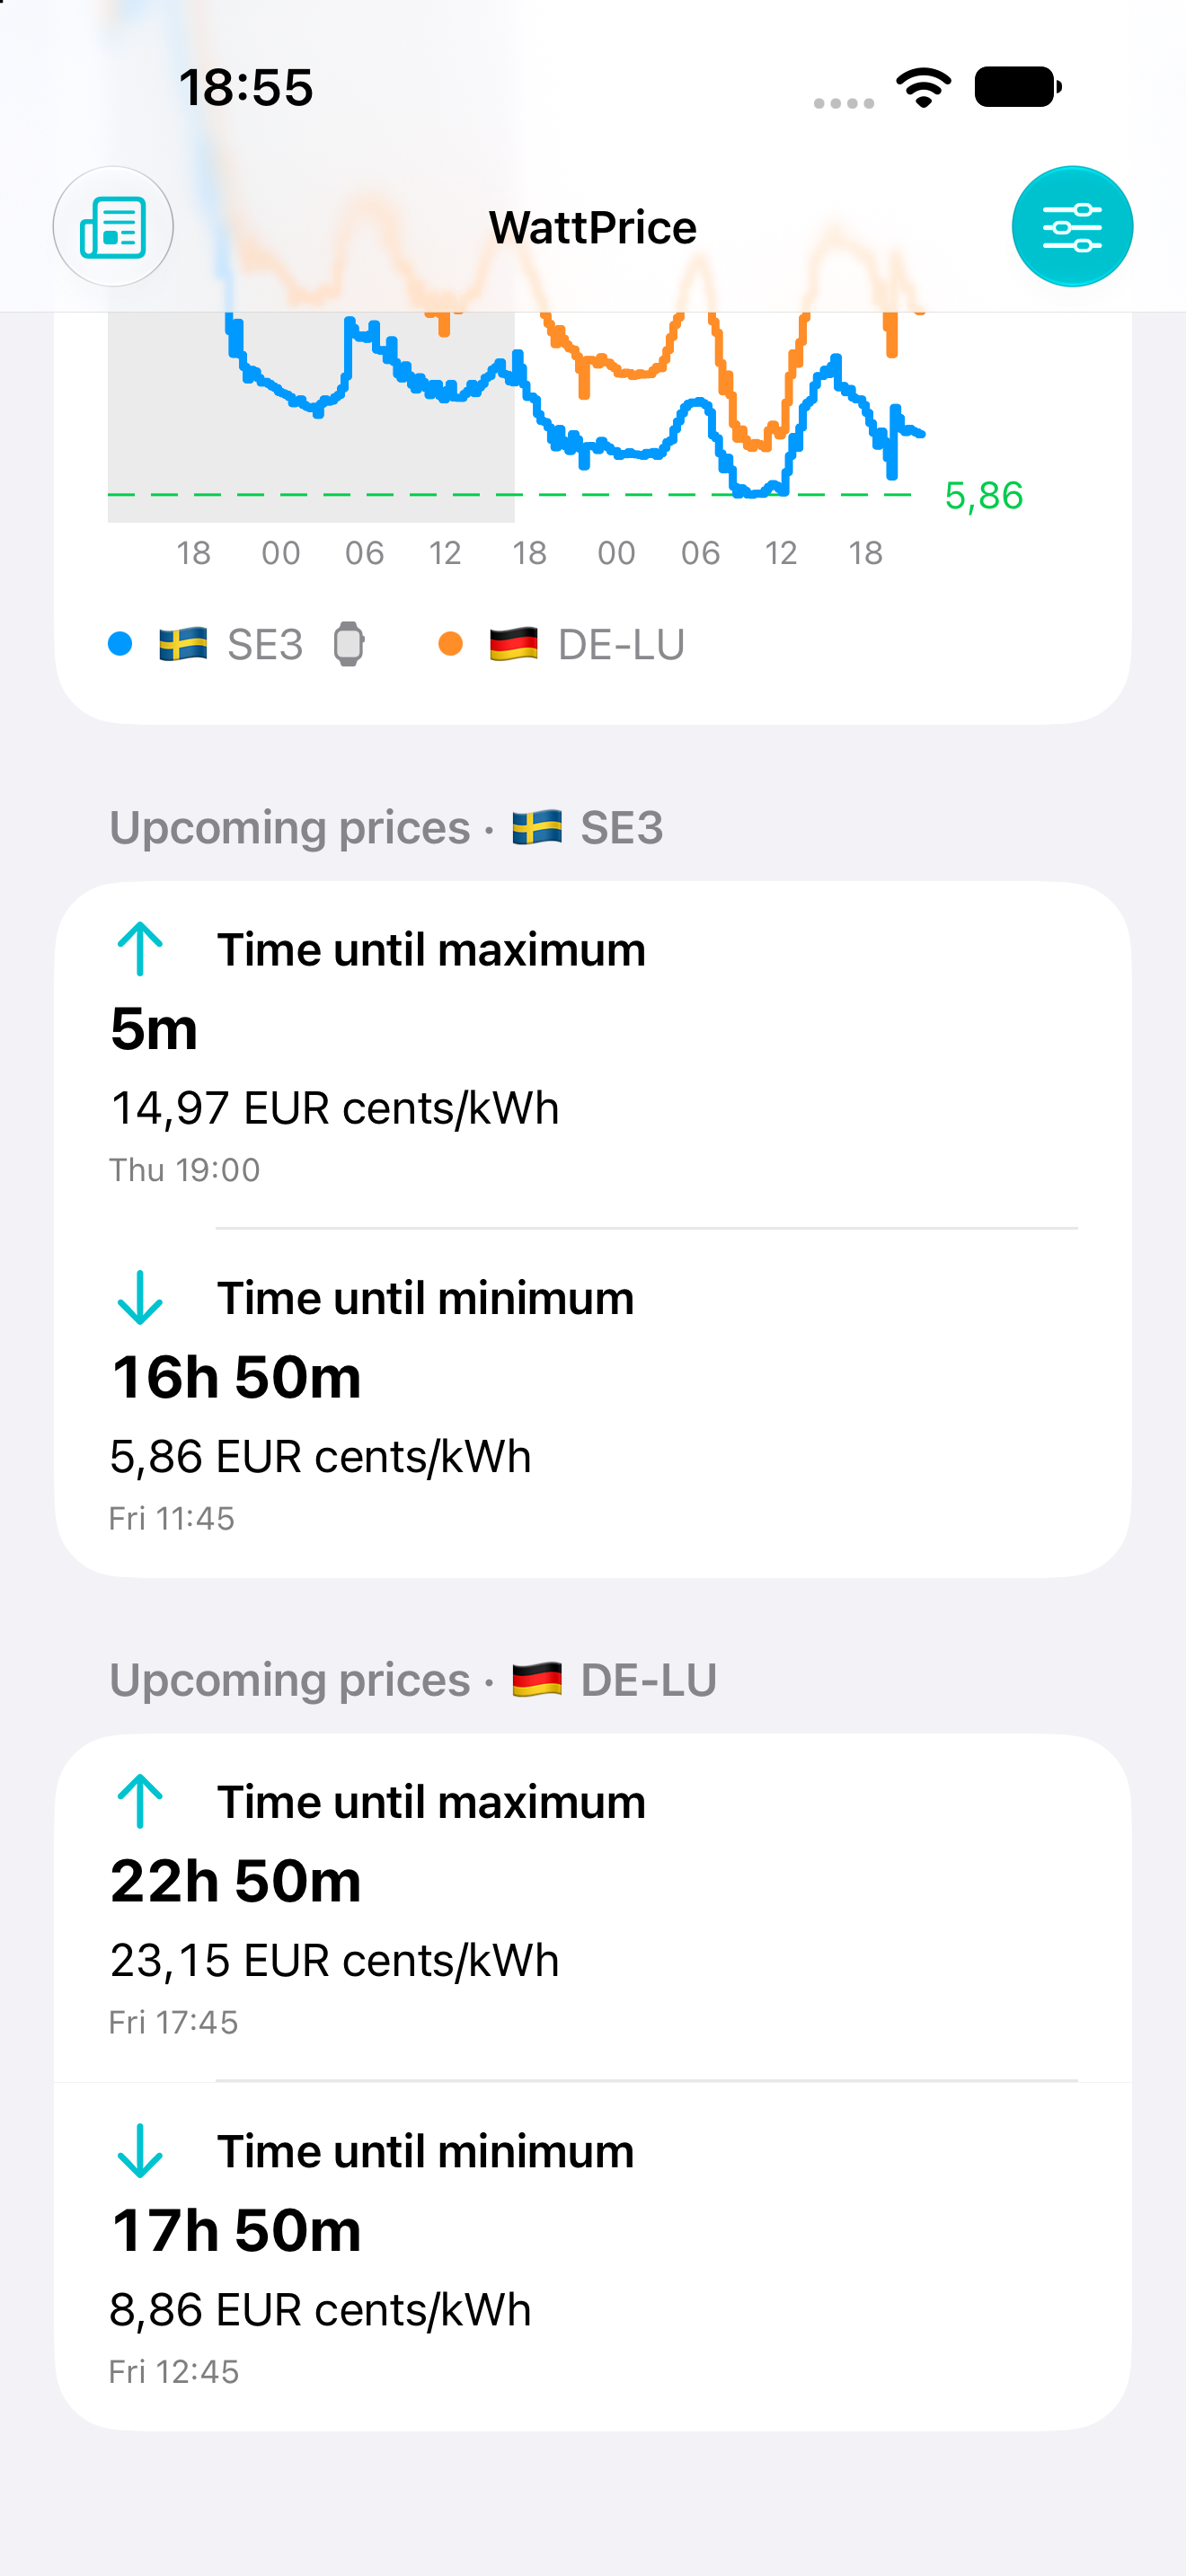 18:55
WattPrice
5,86
18 00 06 12 18 00 06 12 18
SE3 DE-LU
Upcoming prices · SE3
Time until maximum
5m
14,97 EUR cents/kWh
Thu 19:00
Time until minimum
16h 50m
5,86 EUR cents/kWh
Fri 11:45
Upcoming prices · DE-LU
Time until maximum
22h 50m
23,15 EUR cents/kWh
Fri 17:45
Time until minimum
17h 50m
8,86 EUR cents/kWh
Fri 12:45